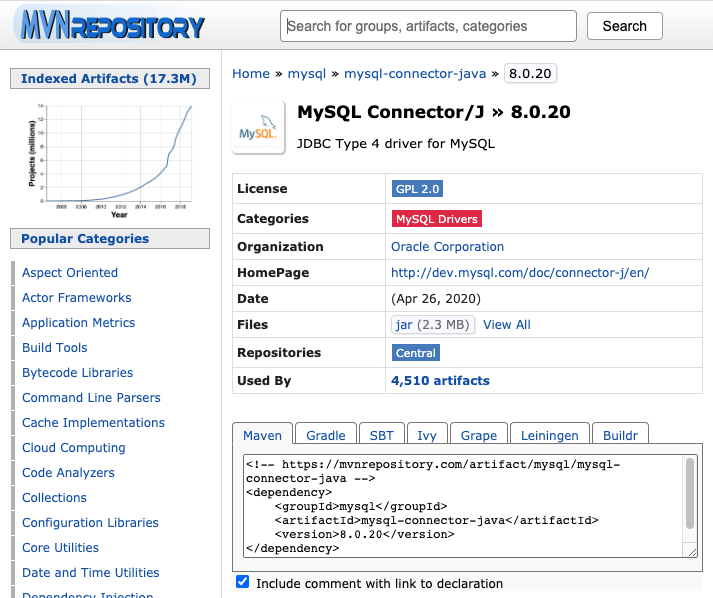 MVNREPOSITORY
Search for groups, artifacts, categories
Search
Indexed Artifacts (17.3M)
Projects (millions)
14
12
10
8
6
4
2
0
2006 2008 2010 2012 2014 2016 2018
Year
Popular Categories
Aspect Oriented
Actor Frameworks
Application Metrics
Build Tools
Bytecode Libraries
Command Line Parsers
Cache Implementations
Cloud Computing
Code Analyzers
Collections
Configuration Libraries
Core Utilities
Date and Time Utilities
Dependency Injection
Home » mysql » mysql-connector-java » 8.0.20
MySQL
MySQL Connector/J » 8.0.20
JDBC Type 4 driver for MySQL
License GPL 2.0
Categories MySQL Drivers
Organization Oracle Corporation
HomePage http://dev.mysql.com/doc/connector-j/en/
Date (Apr 26, 2020)
Files jar (2.3 MB) View All
Repositories Central
Used By 4,510 artifacts
Maven Gradle SBT Ivy Grape Leiningen Buildr
<!-- https://mvnrepository.com/artifact/mysql/mysql-
connector-java -->
<dependency>
    <groupId>mysql</groupId>
    <artifactId>mysql-connector-java</artifactId>
    <version>8.0.20</version>
</dependency>
Include comment with link to declaration